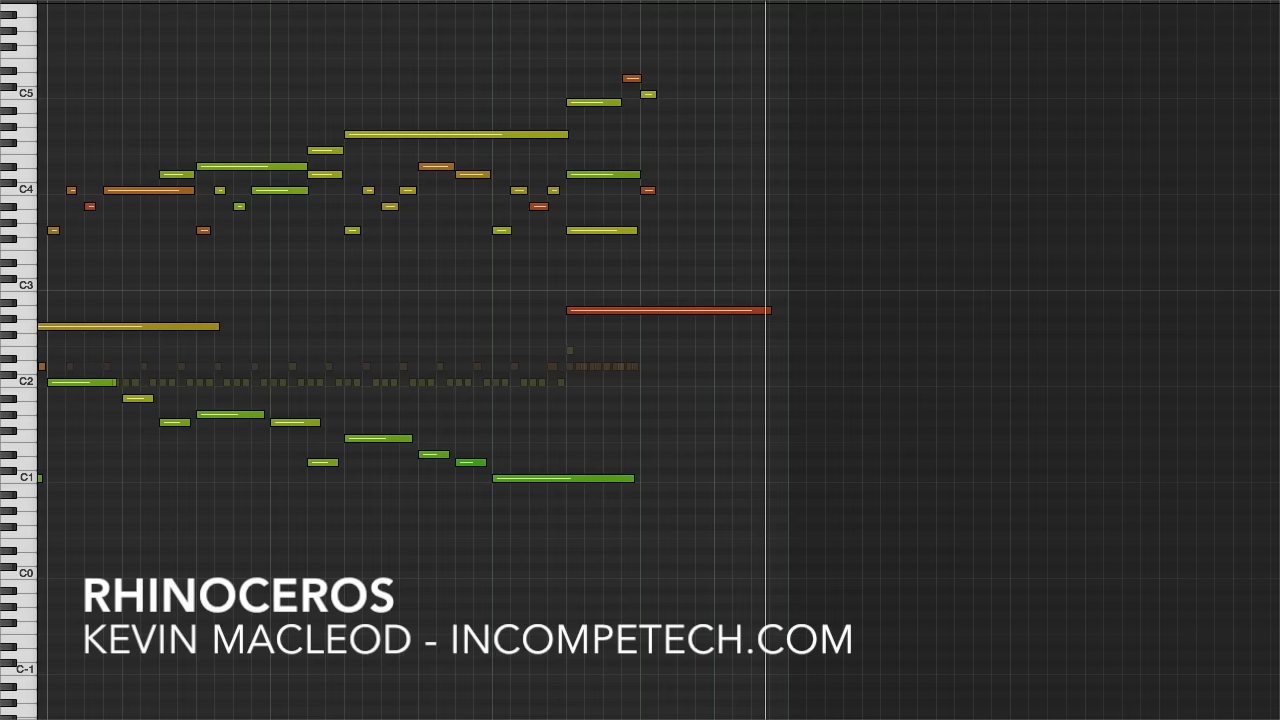 C5
C4
C3
C2
C1
C0
C-1
RHINOCEROS
KEVIN MACLEOD - INCOMPETECH.COM